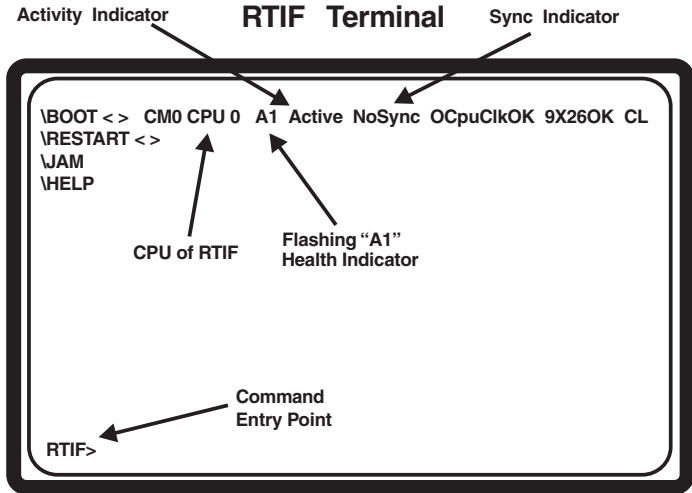 RTIF Terminal
Activity Indicator
Sync Indicator
\BOOT < > CM0 CPU 0 A1 Active NoSync OCpuClkOK 9X26OK CL
\RESTART < >
\JAM
\HELP
CPU of RTIF
Flashing “A1”
Health Indicator
Command
Entry Point
RTIF>